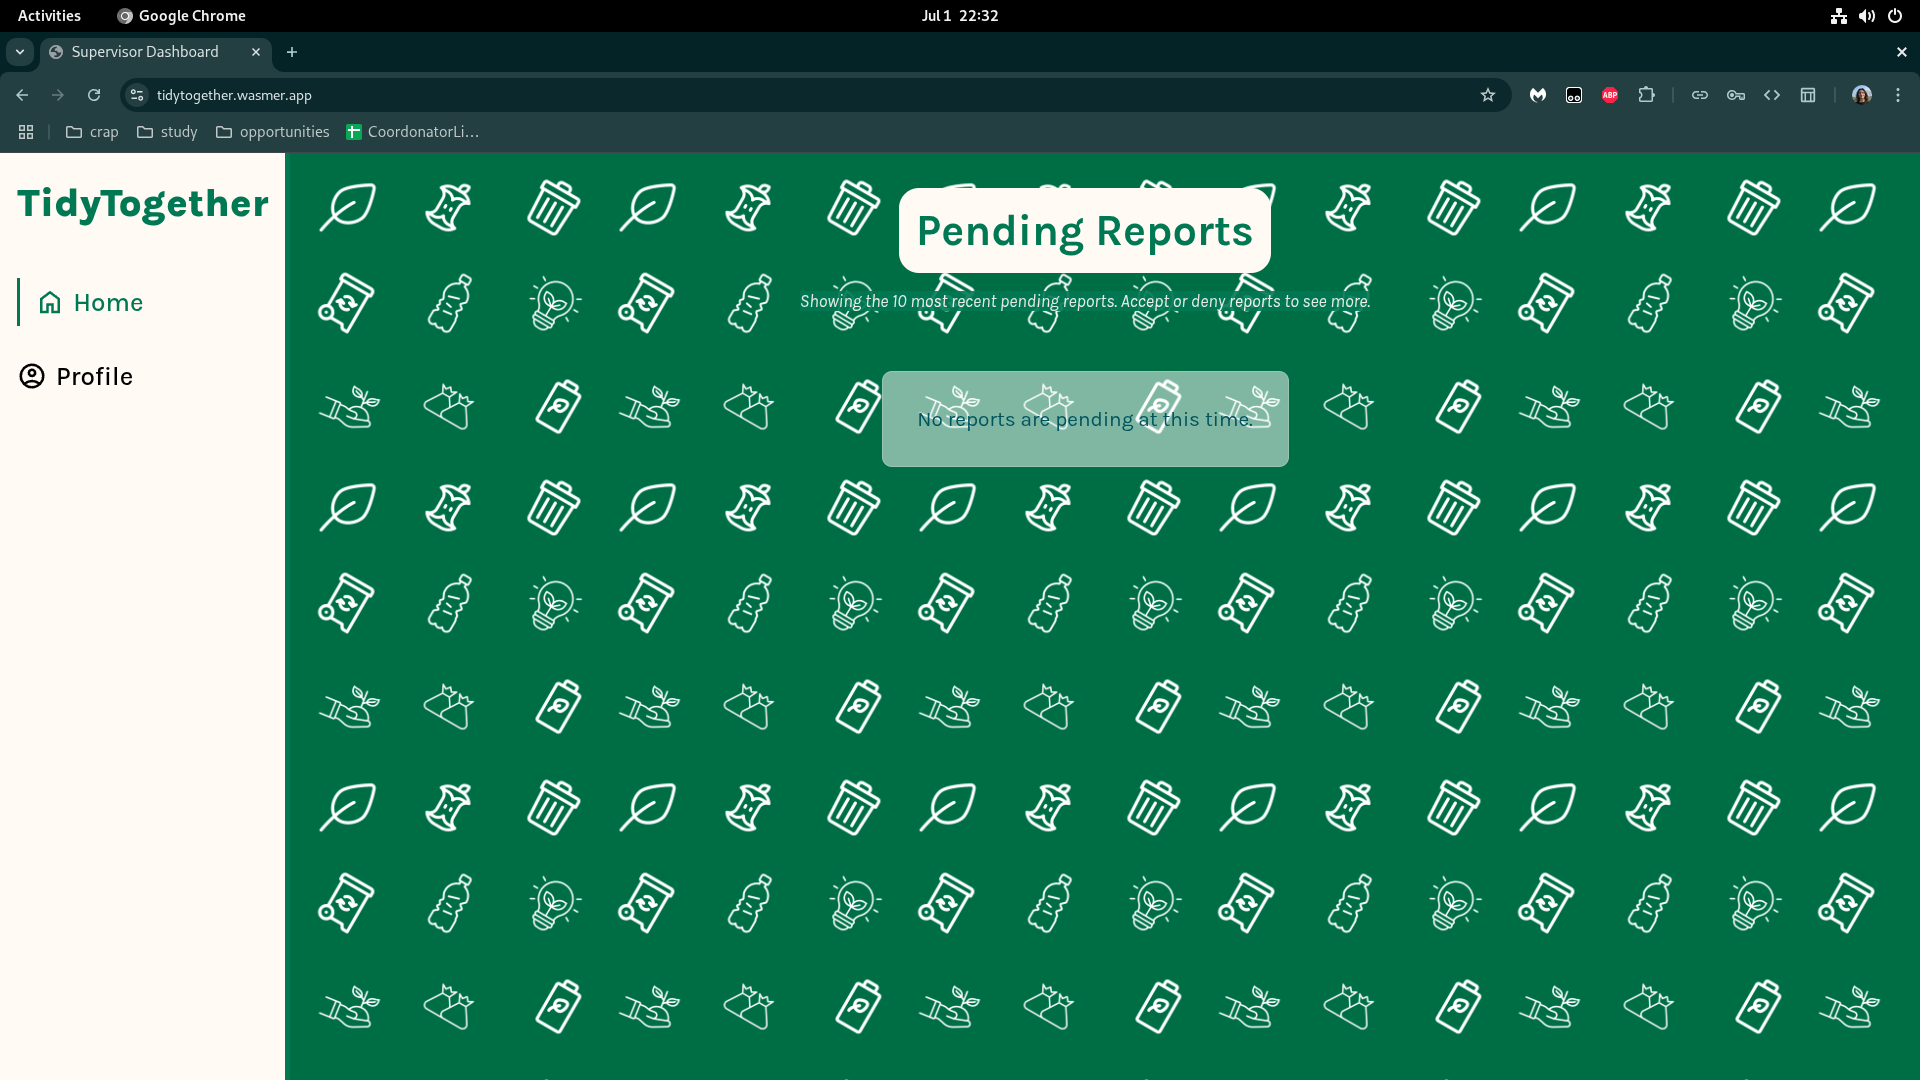 Activities
Google Chrome
Jul 1 22:32
Supervisor Dashboard
tidytogether.wasmer.app
ABP
crap
study
opportunities
CoordonatorLi...
TidyTogether
Home
Profile
Pending Reports
Showing the 10 most recent pending reports. Accept or deny reports to see more.
No reports are pending at this time.